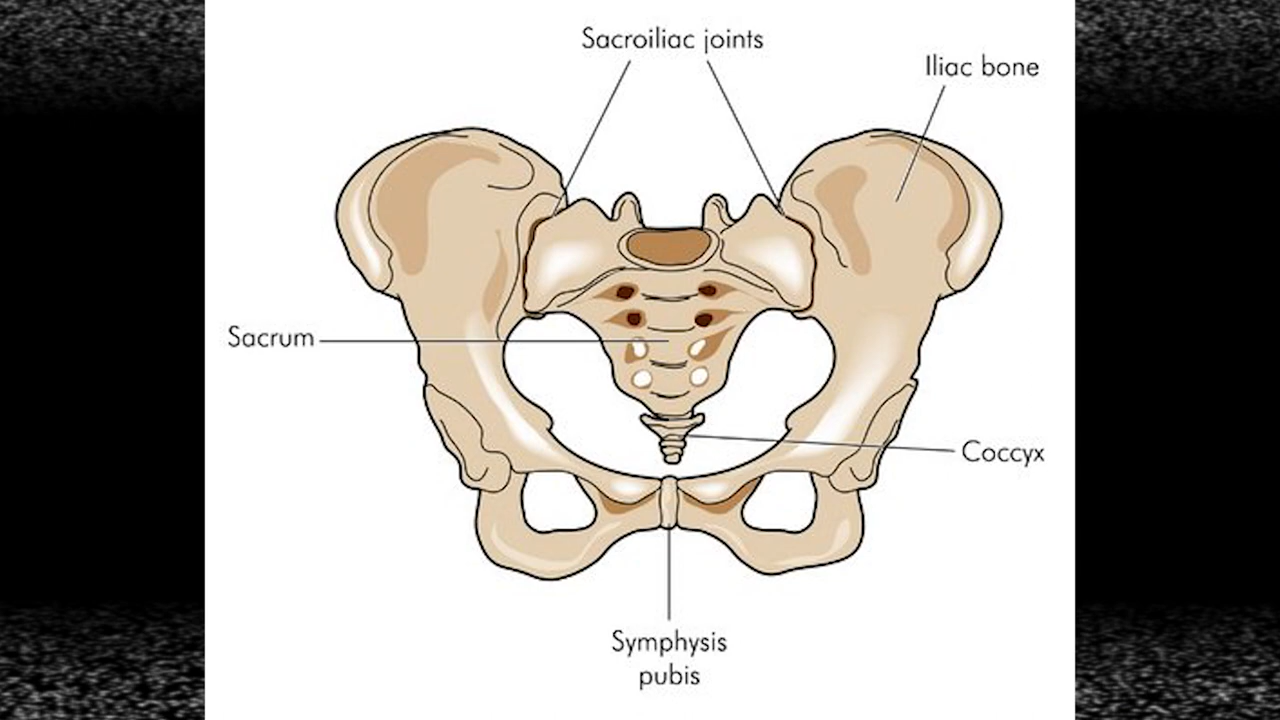 Sacroiliac joints
Iliac bone
Sacrum
Coccyx
Symphysis
pubis